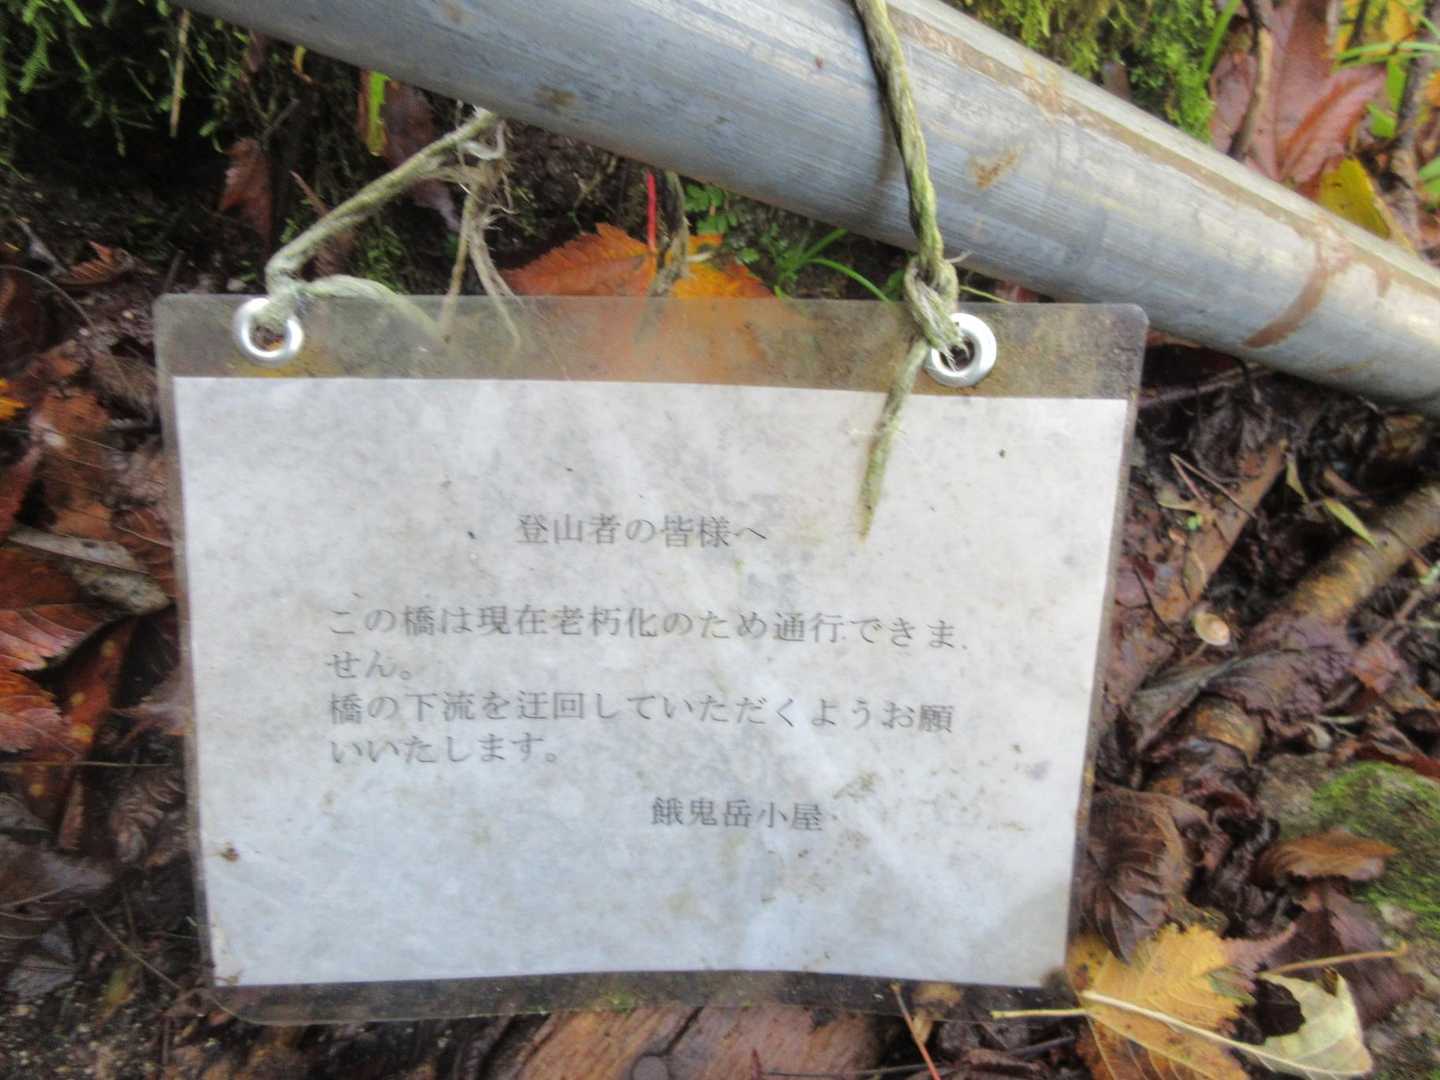 登山者の皆様へ
この橋は現在老朽化のため通行できま
せん。
橋の下流を迂回していただくようお願
いいたします。
餓鬼岳小屋